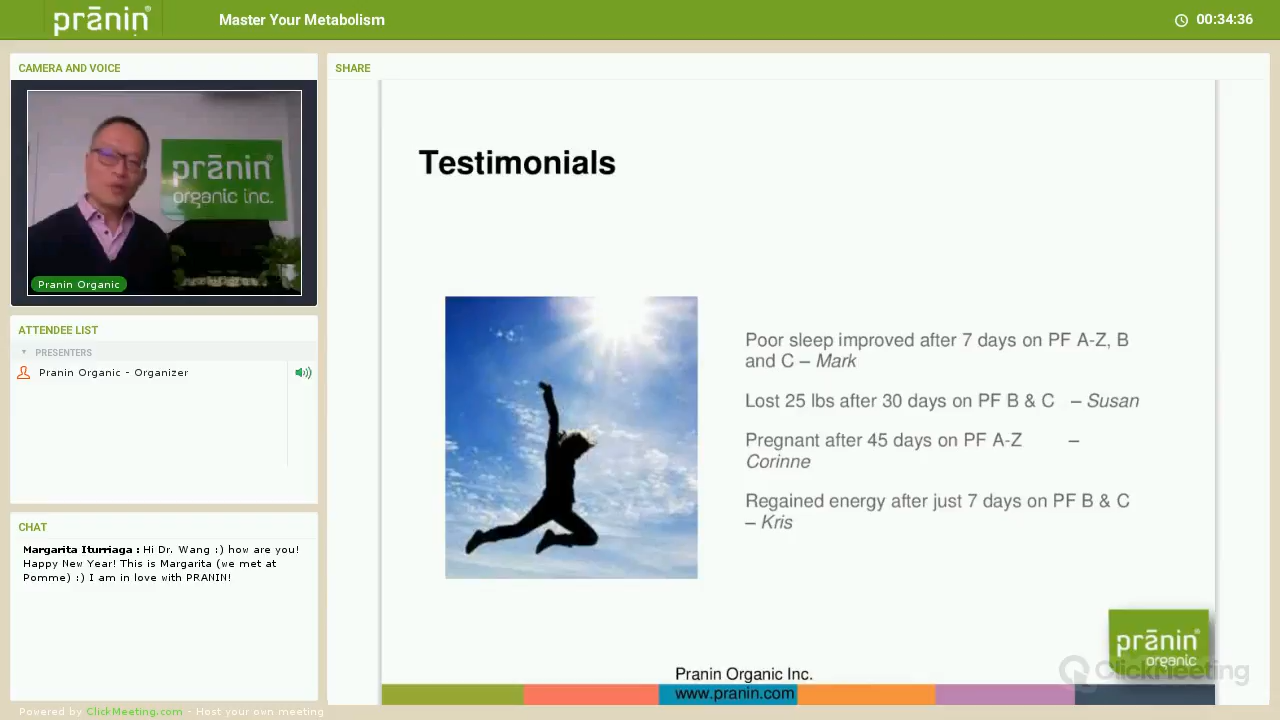 prānin®
Master Your Metabolism
00:34:36
CAMERA AND VOICE
prānin®
organic inc.
Pranin Organic
ATTENDEE LIST
PRESENTERS
Pranin Organic - Organizer
CHAT
Margarita Iturriaga : Hi Dr. Wang :) how are you!
Happy New Year! This is Margarita (we met at
Pomme) :) I am in love with PRANIN!
SHARE
Testimonials
Poor sleep improved after 7 days on PF A-Z, B
and C – Mark
Lost 25 lbs after 30 days on PF B & C – Susan
Pregnant after 45 days on PF A-Z –
Corinne
Regained energy after just 7 days on PF B & C
– Kris
prānin®
organic
ClickMeeting
Pranin Organic Inc.
www.pranin.com
Powered by ClickMeeting.com - Host your own meeting